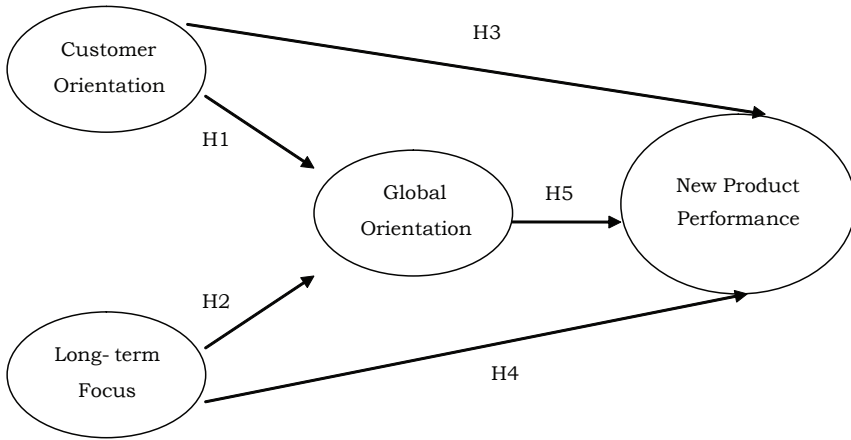 Customer
Orientation
H3
H1
Global
Orientation
H5
New Product
Performance
H2
Long- term
Focus
H4